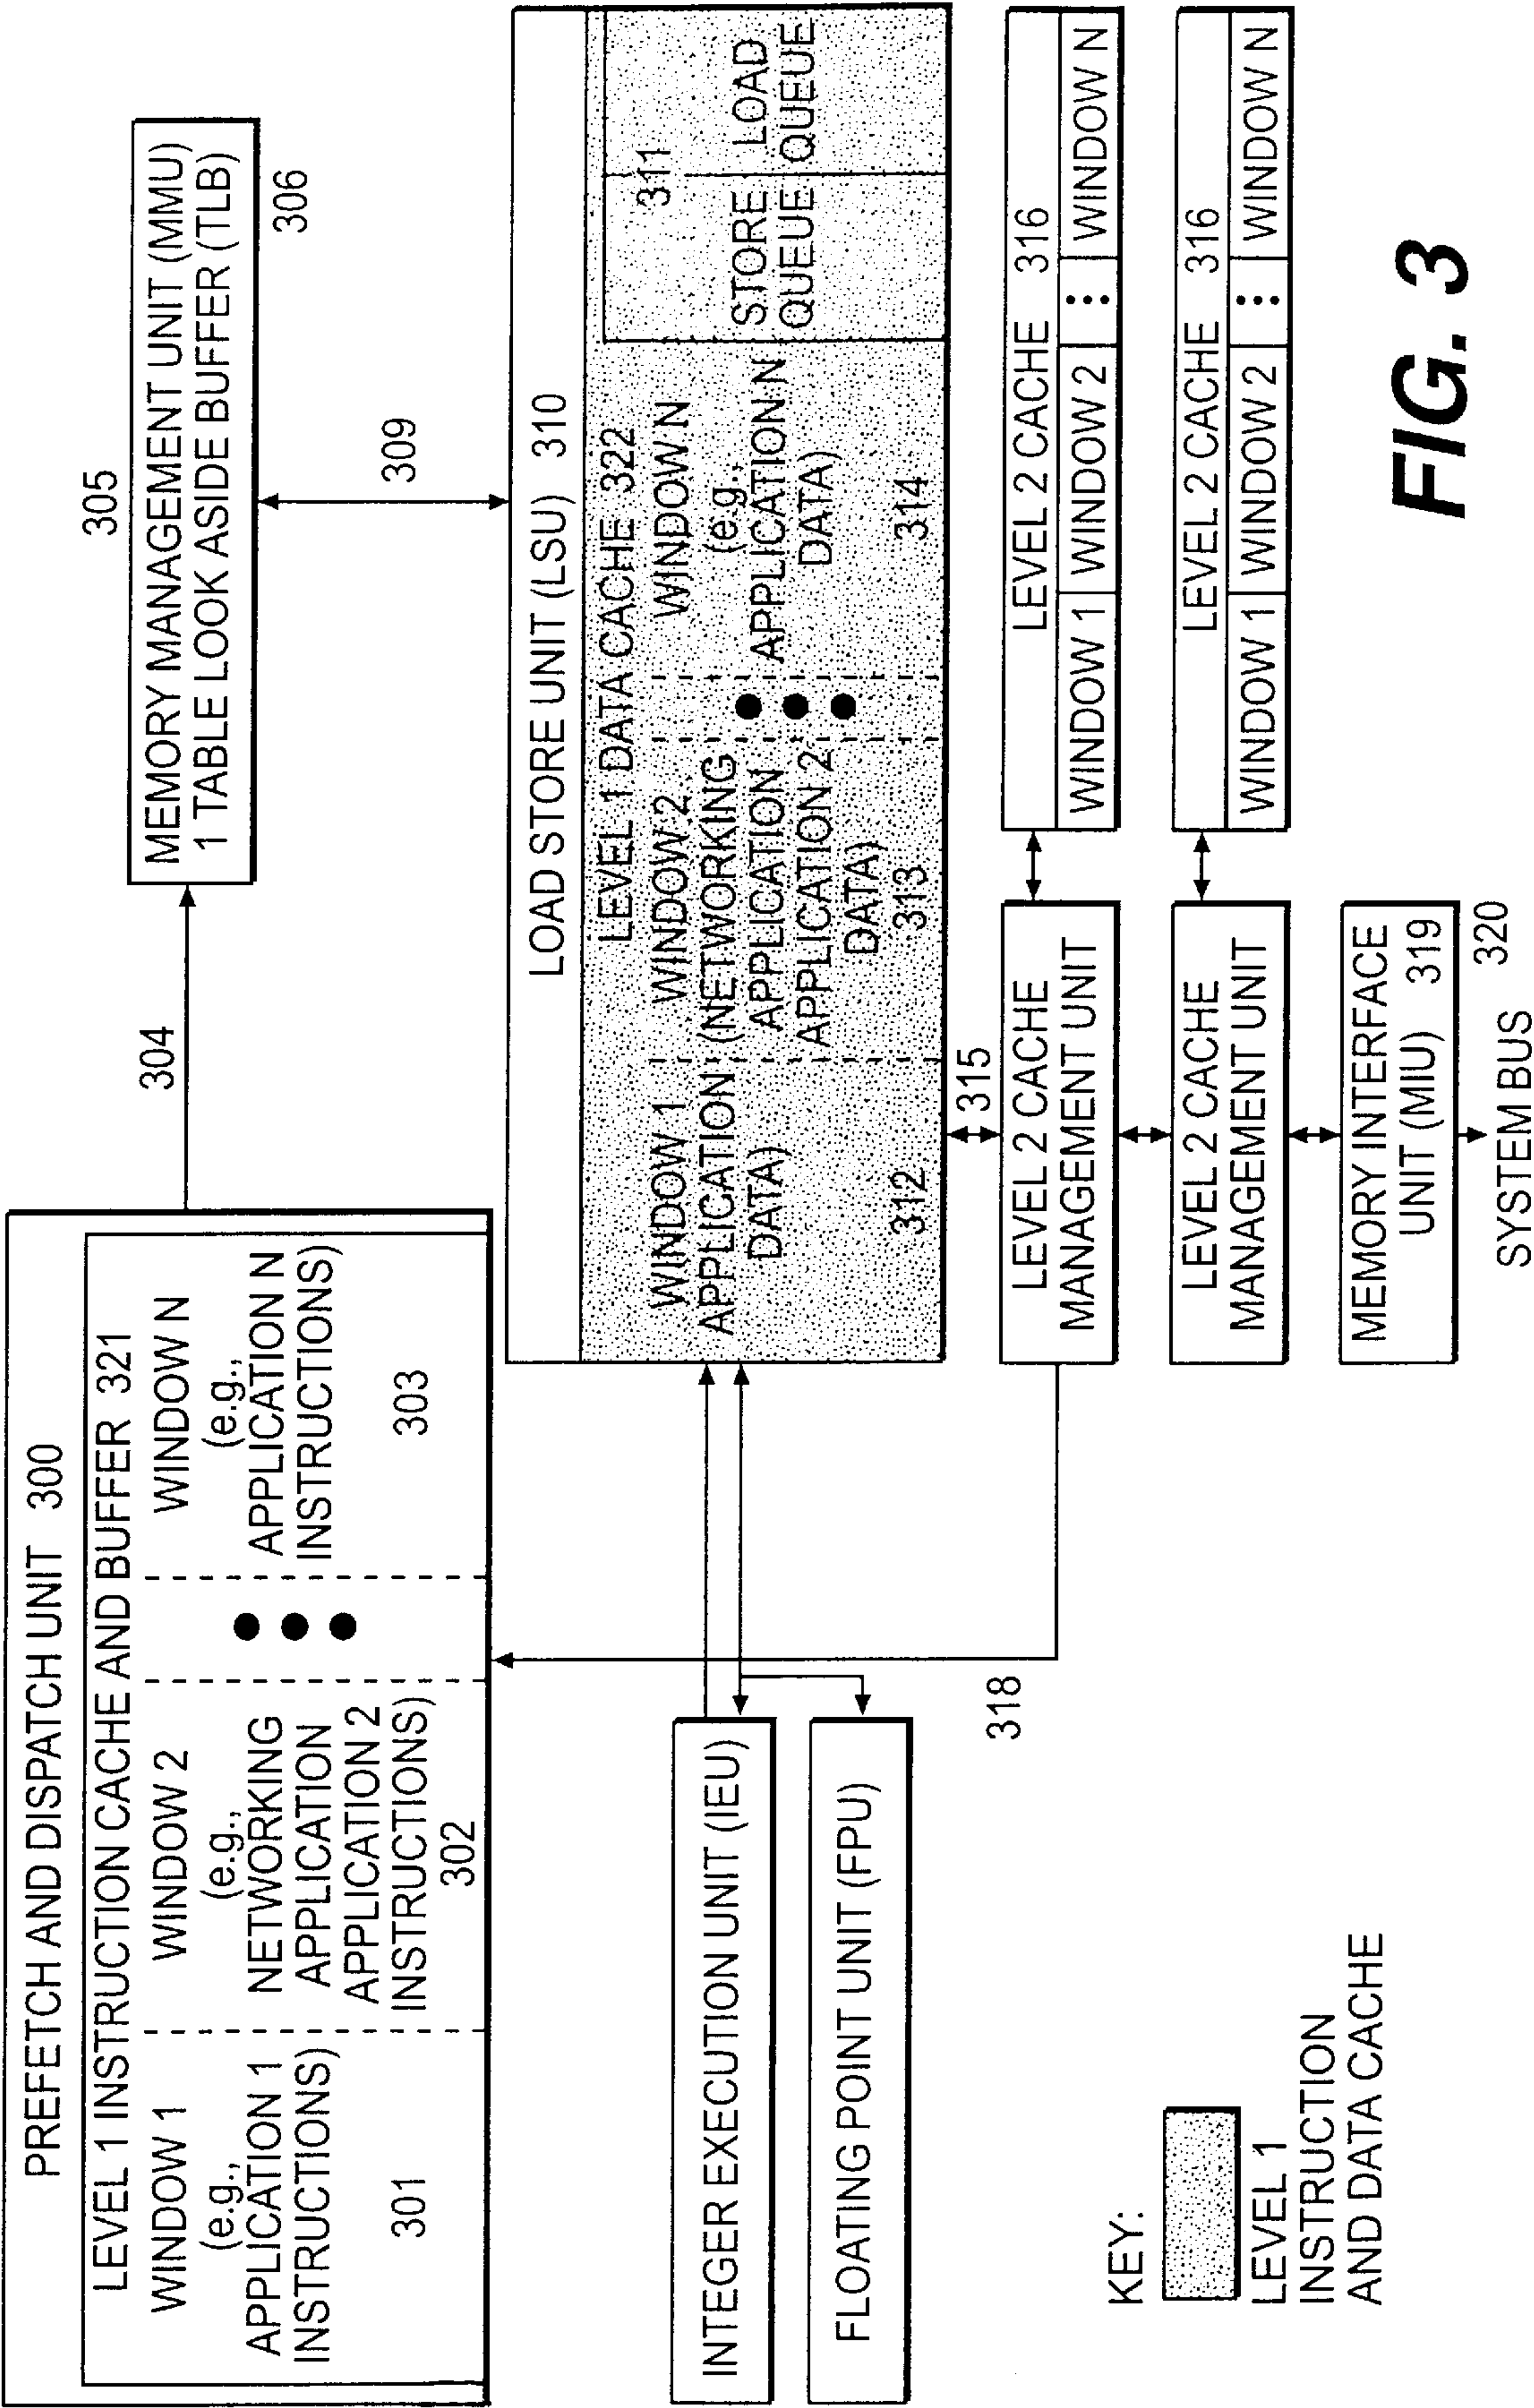 PREFETCH AND DISPATCH UNIT 300
LEVEL 1 INSTRUCTION CACHE AND BUFFER 321
WINDOW 1
(e.g.,
APPLICATION 1
INSTRUCTIONS)
301
WINDOW 2
(e.g.,
NETWORKING
APPLICATION
APPLICATION 2
INSTRUCTIONS)
302
WINDOW N
(e.g.,
APPLICATION N
INSTRUCTIONS)
303
304
305
MEMORY MANAGEMENT UNIT (MMU)
1 TABLE LOOK ASIDE BUFFER (TLB)
306
309
LOAD STORE UNIT (LSU) 310
LEVEL 1 DATA CACHE 322
WINDOW 1
APPLICATION
DATA)
312
WINDOW 2
(NETWORKING
APPLICATION
APPLICATION 2
DATA)
313
WINDOW N
(e.g.,
APPLICATION N
DATA)
314
311
STORE
QUEUE
LOAD
QUEUE
INTEGER EXECUTION UNIT (IEU)
FLOATING POINT UNIT (FPU)
318
315
LEVEL 2 CACHE
MANAGEMENT UNIT
LEVEL 2 CACHE 316
WINDOW 1 WINDOW 2 ... WINDOW N
LEVEL 2 CACHE
MANAGEMENT UNIT
LEVEL 2 CACHE 316
WINDOW 1 WINDOW 2 ... WINDOW N
MEMORY INTERFACE
UNIT (MIU) 319
320
SYSTEM BUS
KEY:
LEVEL 1
INSTRUCTION
AND DATA CACHE
FIG. 3